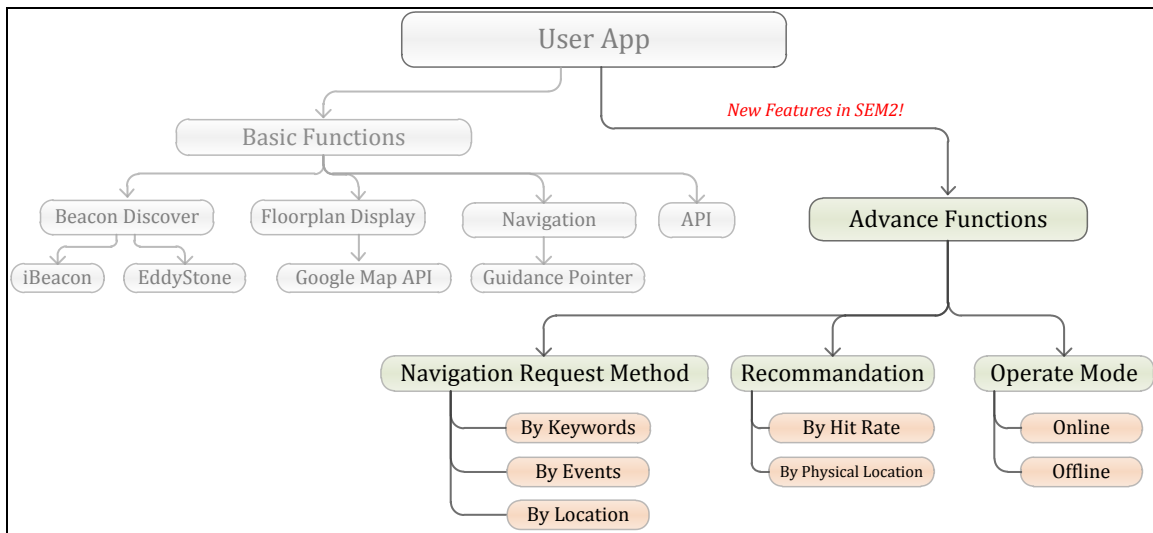 User App
New Features in SEM2!
Basic Functions
Beacon Discover
Floorplan Display
Navigation
API
Advance Functions
iBeacon
EddyStone
Google Map API
Guidance Pointer
Navigation Request Method
Recommandation
Operate Mode
By Keywords
By Hit Rate
Online
By Events
By Physical Location
Offline
By Location